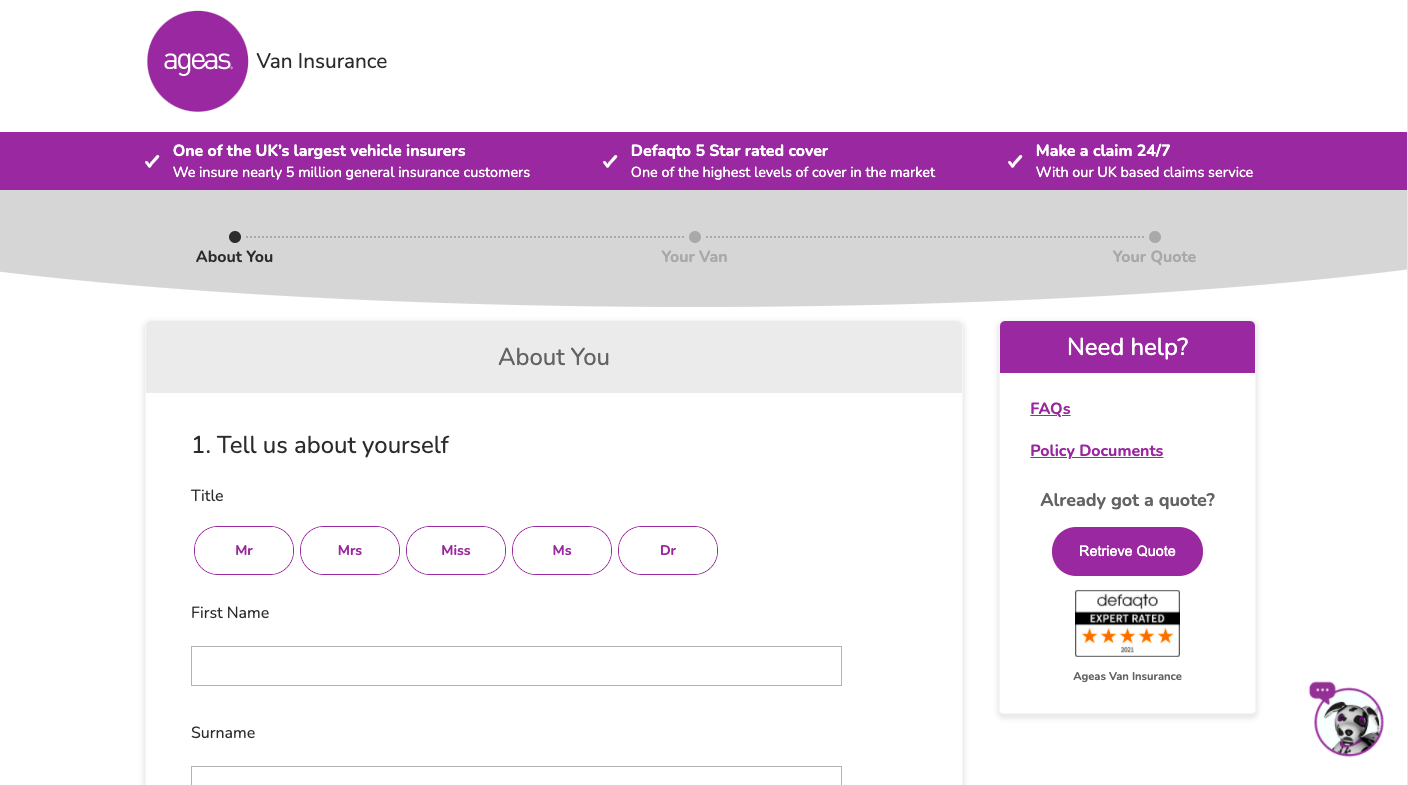 ageas.
Van Insurance
One of the UK's largest vehicle insurers
We insure nearly 5 million general insurance customers
Defaqto 5 Star rated cover
One of the highest levels of cover in the market
Make a claim 24/7
With our UK based claims service
About You
Your Van
Your Quote
About You
1. Tell us about yourself
Title
Mr
Mrs
Miss
Ms
Dr
First Name
Surname
Need help?
FAQs
Policy Documents
Already got a quote?
Retrieve Quote
defaqto
EXPERT RATED
2021
Ageas Van Insurance